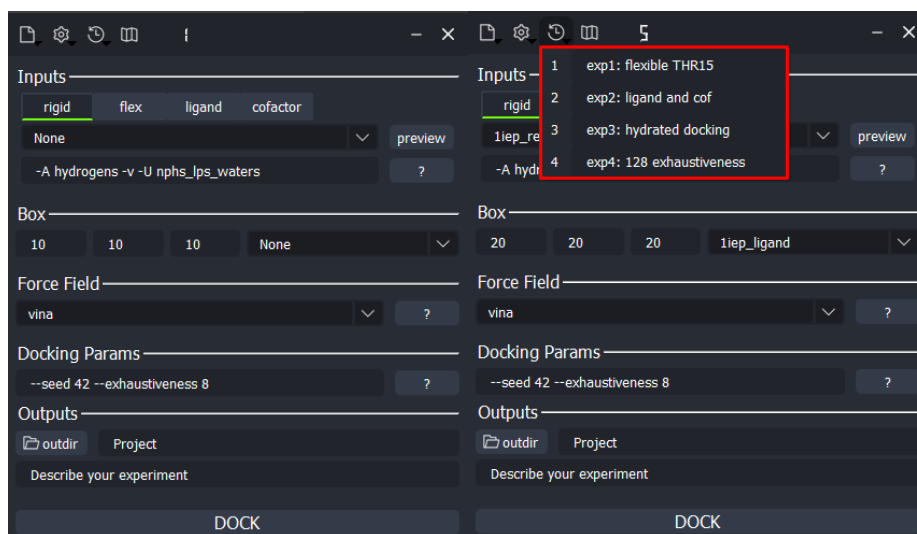 1
Inputs
rigid flex ligand cofactor
None preview
-A hydrogens -v -U nphs_lps_waters ?
Box
10 10 10 None
Force Field
vina ?
Docking Params
--seed 42 --exhaustiveness 8 ?
Outputs
outdir Project
Describe your experiment
DOCK
5
1 exp1: flexible THR15
2 exp2: ligand and cof
3 exp3: hydrated docking
4 exp4: 128 exhaustiveness
Inputs
rigid
1iep_re preview
-A hydr ?
Box
20 20 20 1iep_ligand
Force Field
vina ?
Docking Params
--seed 42 --exhaustiveness 8 ?
Outputs
outdir Project
Describe your experiment
DOCK